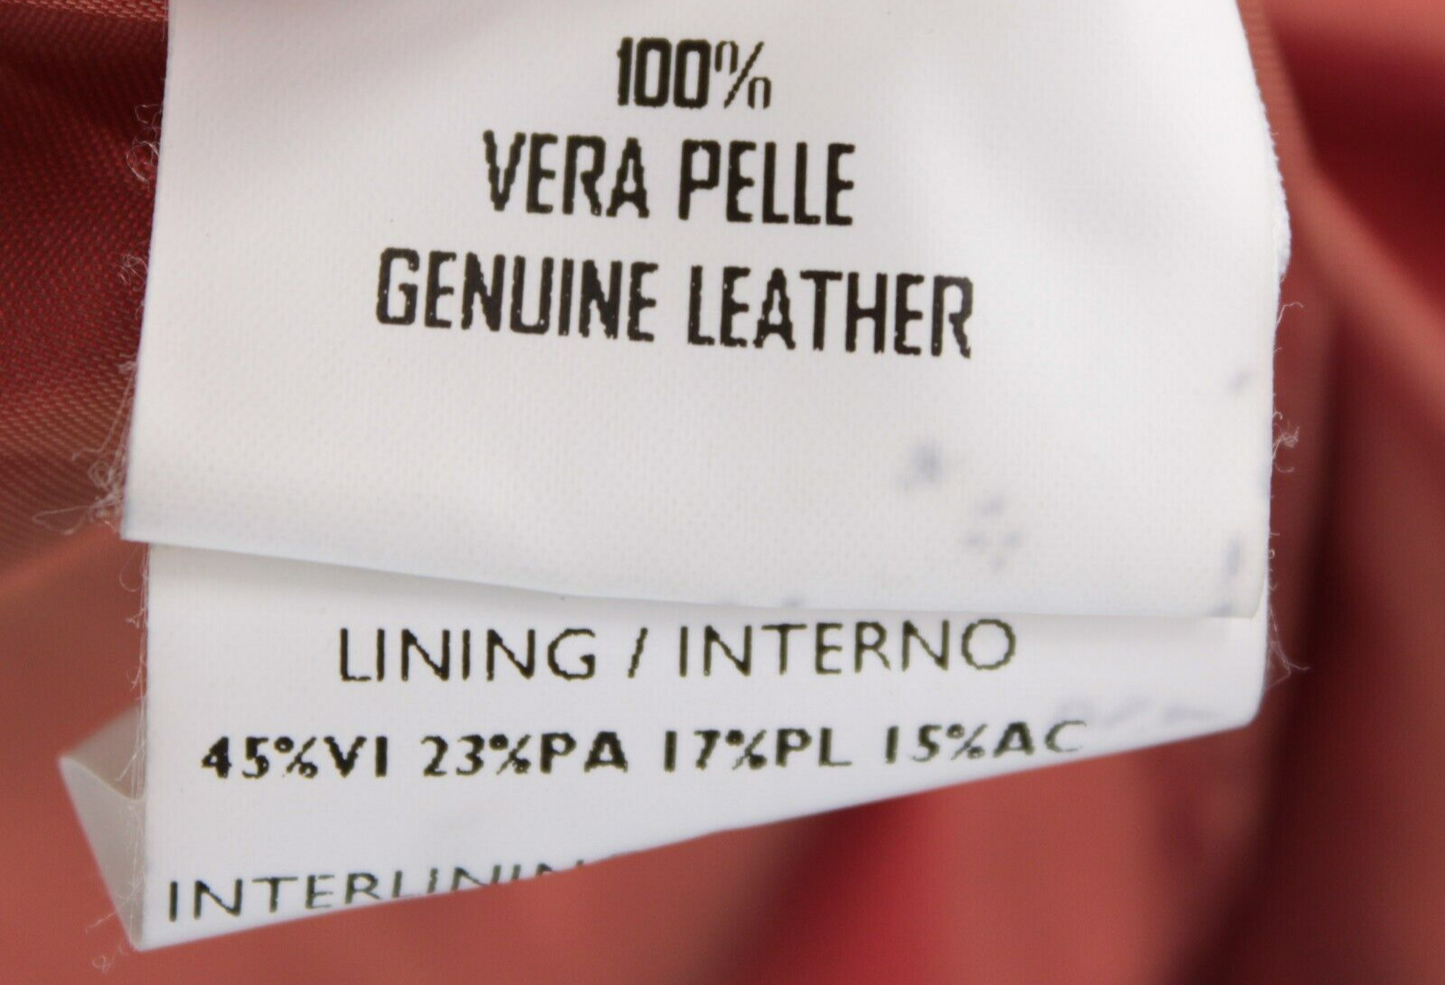 100%
VERA PELLE
GENUINE LEATHER
LINING / INTERNO
45%VI 23%PA 17%PL 15%AC